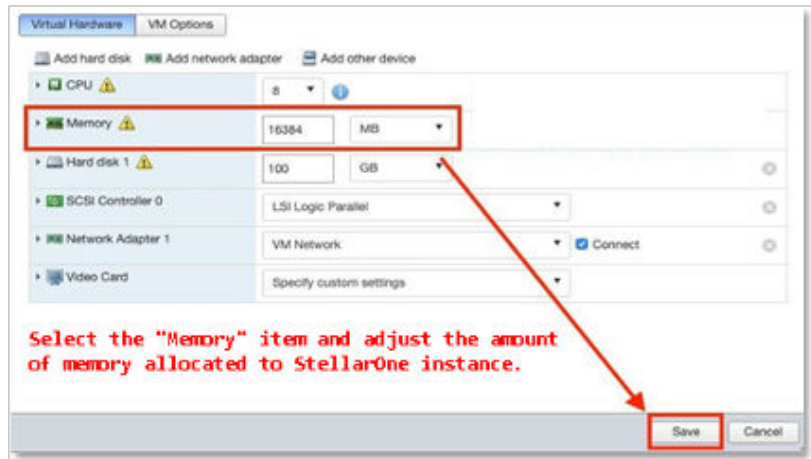 Virtual Hardware VM Options
Add hard disk Add network adapter Add other device
CPU 8
Memory 16384 MB
Hard disk 1 100 GB
SCSI Controller 0 LSI Logic Parallel
Network Adapter 1 VM Network Connect
Video Card Specify custom settings
Select the "Memory" item and adjust the amount
of memory allocated to StellarOne instance.
Save Cancel